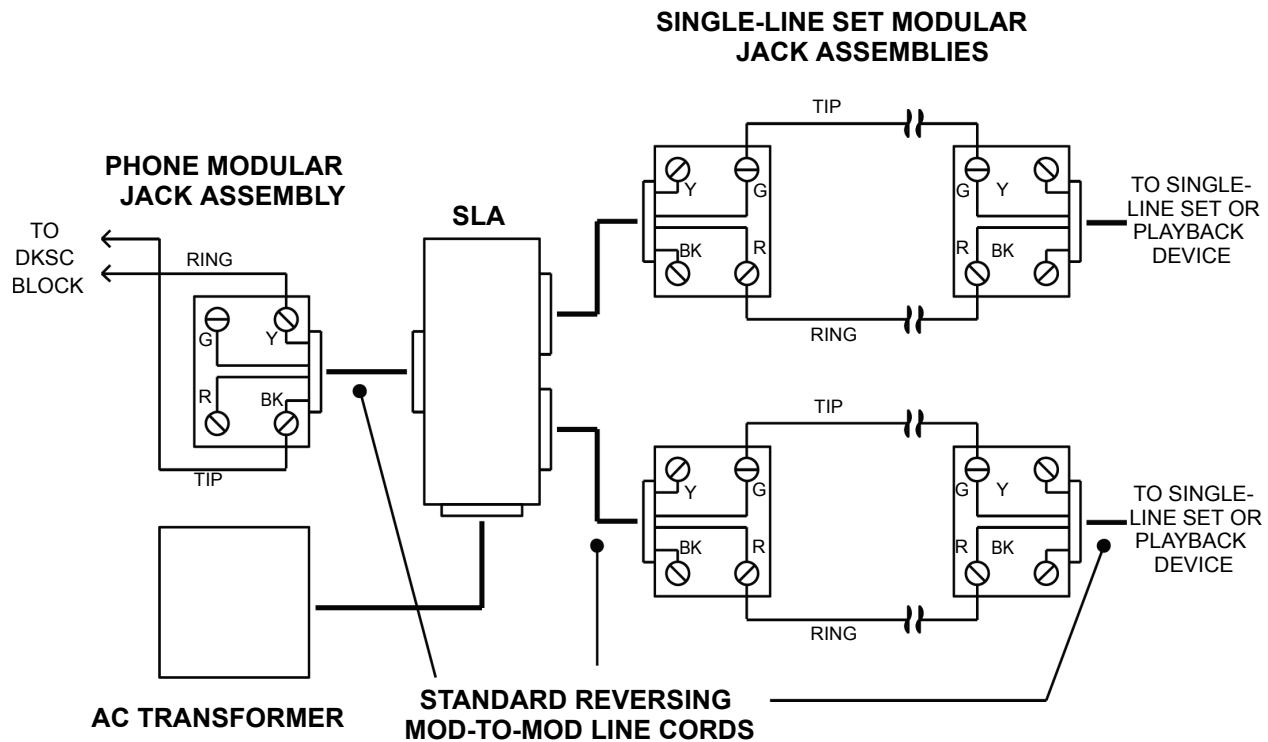 SINGLE-LINE SET MODULAR
JACK ASSEMBLIES
PHONE MODULAR
JACK ASSEMBLY
SLA
TO
DKSC
BLOCK
RING
G
Y
R
BK
TIP
AC TRANSFORMER
TIP
Y
G
BK
R
RING
G
Y
R
BK
TO SINGLE-
LINE SET OR
PLAYBACK
DEVICE
TIP
Y
G
BK
R
RING
G
Y
R
BK
TO SINGLE-
LINE SET OR
PLAYBACK
DEVICE
STANDARD REVERSING
MOD-TO-MOD LINE CORDS